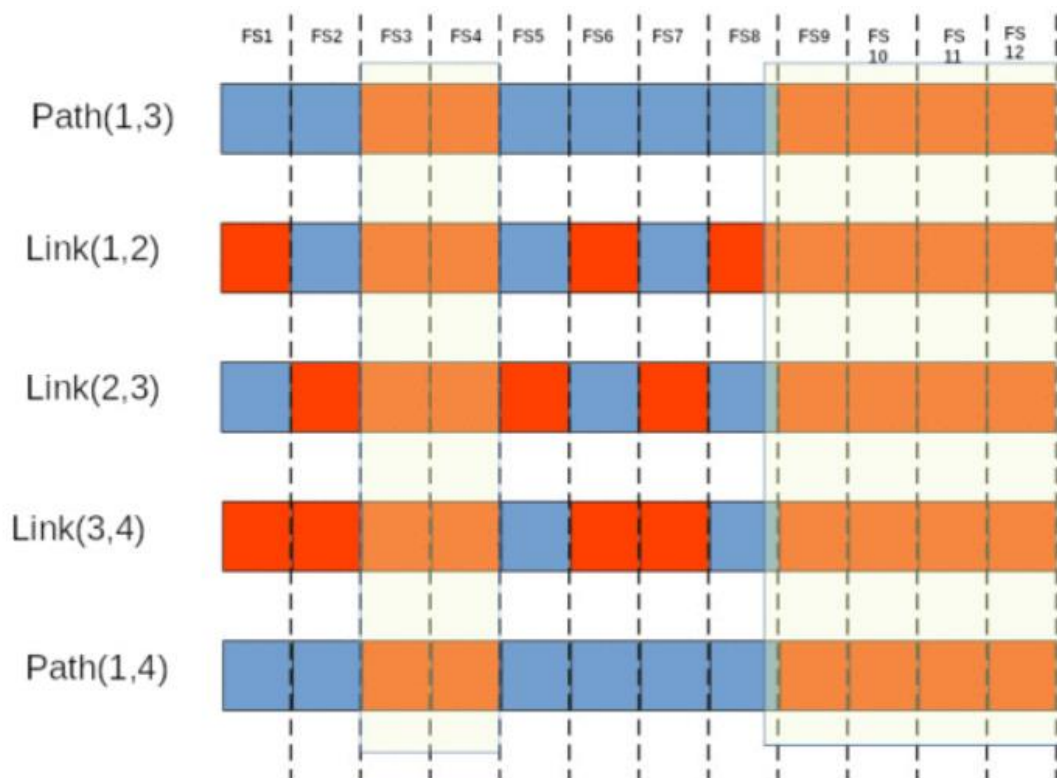 FS1 FS2 FS3 FS4 FS5 FS6 FS7 FS8 FS9 FS FS FS
10 11 12
Path(1,3)
Link(1,2)
Link(2,3)
Link(3,4)
Path(1,4)